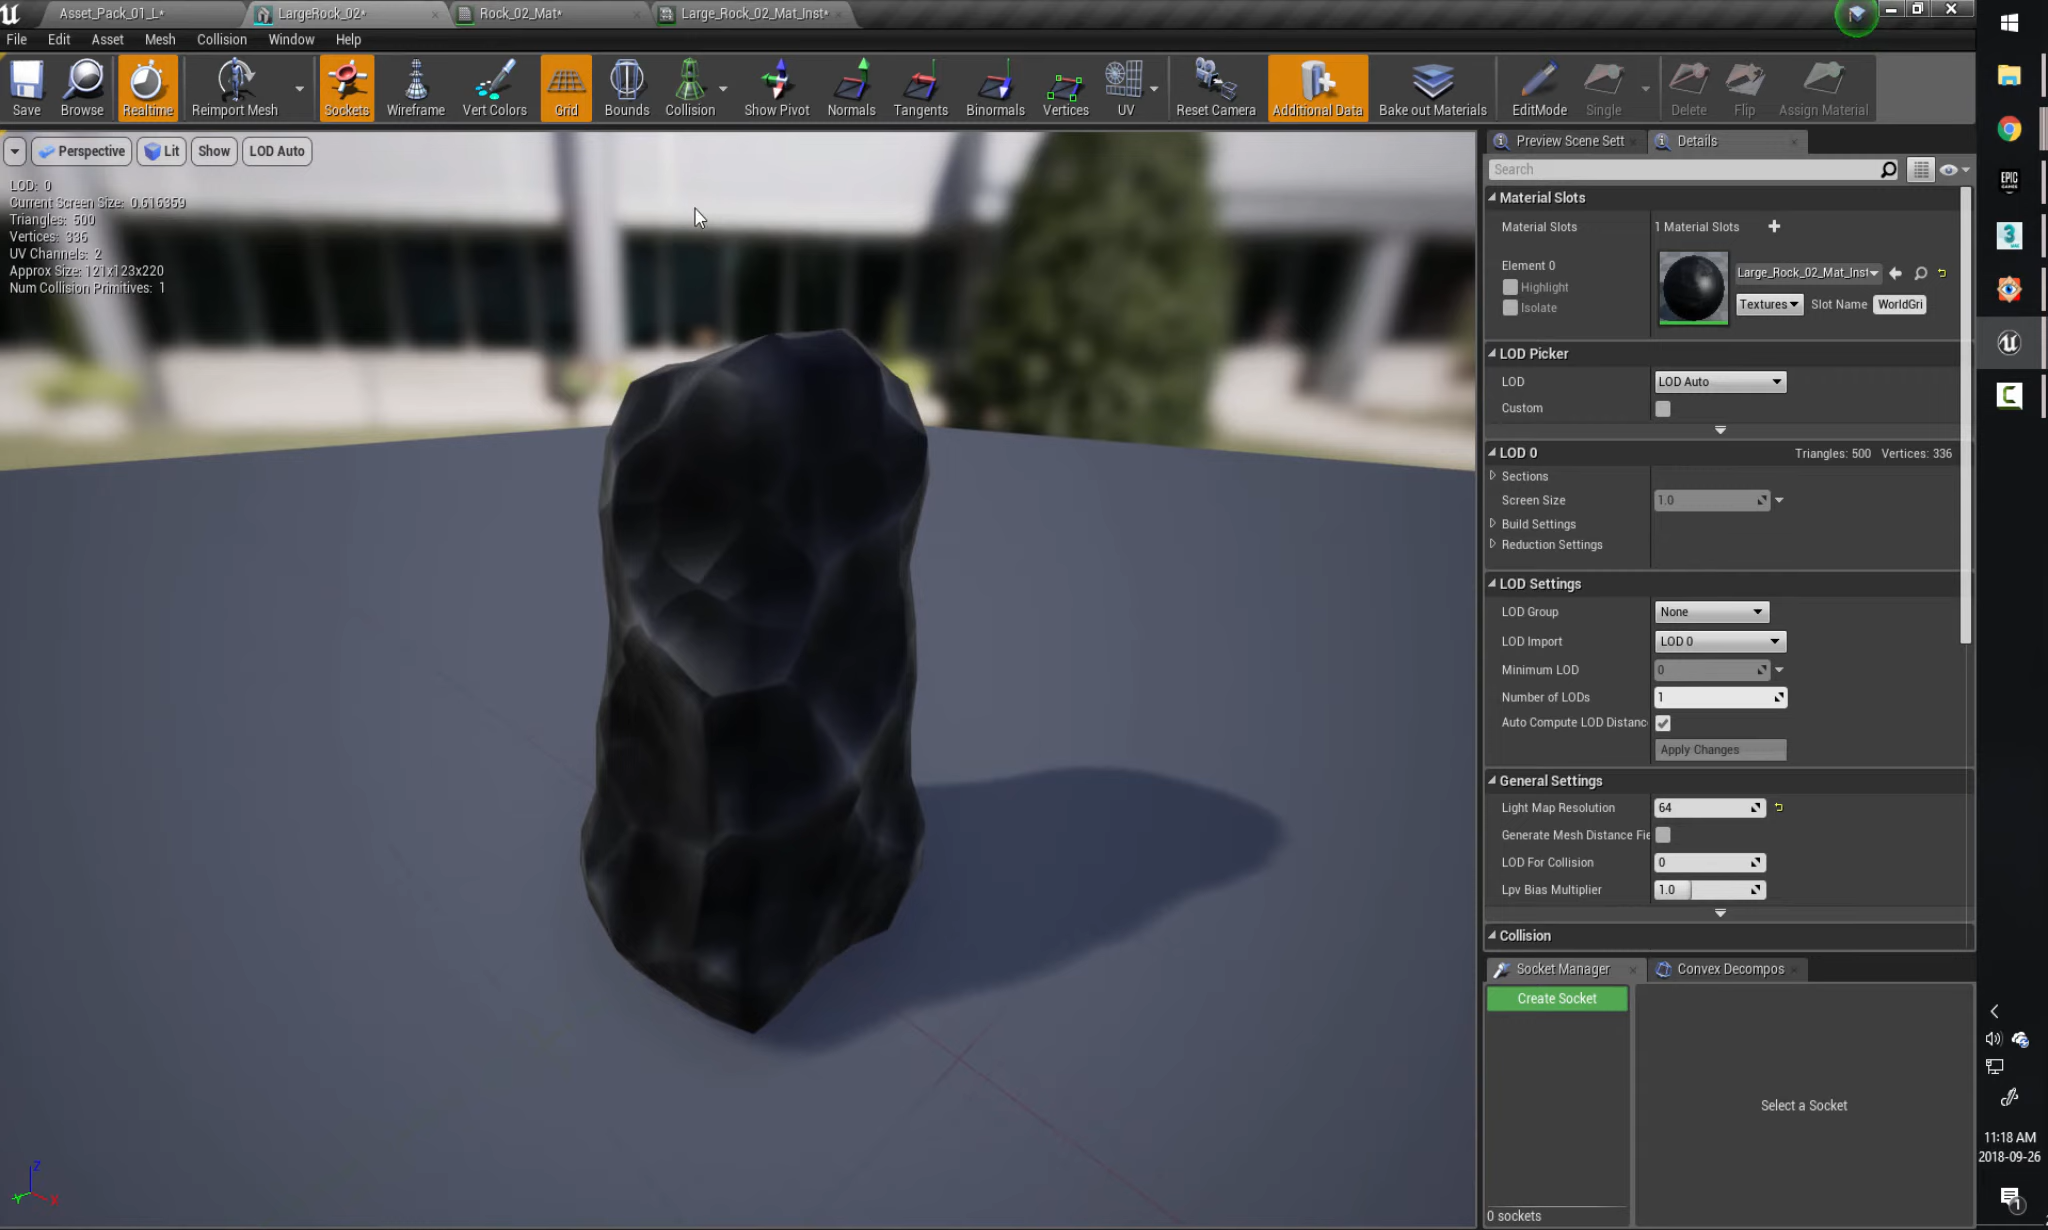 Asset_Pack_01_L*
LargeRock_02*
Rock_02_Mat*
Large_Rock_02_Mat_Inst*
File Edit Asset Mesh Collision Window Help
Save Browse Realtime Reimport Mesh Sockets Wireframe Vert Colors Grid Bounds Collision Show Pivot Normals Tangents Binormals Vertices UV Reset Camera Additional Data Bake out Materials EditMode Single Delete Flip Assign Material
Perspective Lit Show LOD Auto
LOD: 0
Current Screen Size: 0.616359
Triangles: 500
Vertices: 336
UV Channels: 2
Approx Size: 121x123x220
Num Collision Primitives: 1
Preview Scene Sett
Details
Search
Material Slots
Material Slots 1 Material Slots
Element 0
Highlight
Isolate
Large_Rock_02_Mat_Inst
Textures Slot Name WorldGri
LOD Picker
LOD LOD Auto
Custom
LOD 0 Triangles: 500 Vertices: 336
Sections
Screen Size 1.0
Build Settings
Reduction Settings
LOD Settings
LOD Group None
LOD Import LOD 0
Minimum LOD 0
Number of LODs 1
Auto Compute LOD Distanc
Apply Changes
General Settings
Light Map Resolution 64
Generate Mesh Distance Fie
LOD For Collision 0
Lpv Bias Multiplier 1.0
Collision
Socket Manager
Convex Decompos
Create Socket
Select a Socket
0 sockets
Z
Y
X
EPIC
GAMES
3
11:18 AM
2018-09-26
1